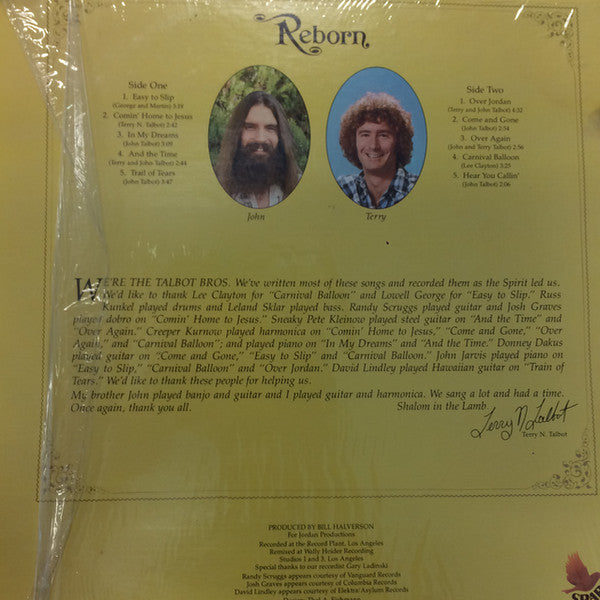 Reborn
Side One
1. Easy to Slip
(George and Martin) 3:19
2. Comin' Home to Jesus
(Terry N. Talbot) 2:42
3. In My Dreams
(John Talbot) 3:09
4. And the Time
(Terry and John Talbot) 2:44
5. Trail of Tears
(John Talbot) 3:47
Side Two
1. Over Jordan
(Terry and John Talbot) 4:32
2. Come and Gone
(John Talbot) 2:54
3. Over Again
(John and Terry Talbot) 2:56
4. Carnival Balloon
(Lee Clayton) 3:25
5. Hear You Callin'
(John Talbot) 2:06
John
Terry
WE'RE THE TALBOT BROS. We've written most of these songs and recorded them as the Spirit led us.
We'd like to thank Lee Clayton for "Carnival Balloon" and Lowell George for "Easy to Slip." Russ
Kunkel played drums and Leland Sklar played bass. Randy Scruggs played guitar and Josh Graves
played dobro on "Comin' Home to Jesus." Sneaky Pete Kleinow played steel guitar on "And the Time" and
"Over Again." Creeper Kurnow played harmonica on "Comin' Home to Jesus," "Come and Gone," "Over
Again," and "Carnival Balloon"; and played piano on "In My Dreams" and "And the Time." Donney Dakus
played guitar on "Come and Gone," "Easy to Slip" and "Carnival Balloon." John Jarvis played piano on
"Easy to Slip," "Carnival Balloon" and "Over Jordan." David Lindley played Hawaiian guitar on "Train of
Tears." We'd like to thank these people for helping us.
My brother John played banjo and guitar and I played guitar and harmonica. We sang a lot and had a time.
Once again, thank you all. Shalom in the Lamb
Terry N Talbot
Terry N. Talbot
PRODUCED BY BILL HALVERSON
For Jordan Productions
Recorded at the Record Plant, Los Angeles
Remixed at Wally Heider Recording
Studios 1 and 3, Los Angeles
Special thanks to our recordist Gary Ladinski
Randy Scruggs appears courtesy of Vanguard Records
Josh Graves appears courtesy of Columbia Records
David Lindley appears courtesy of Elektra/Asylum Records